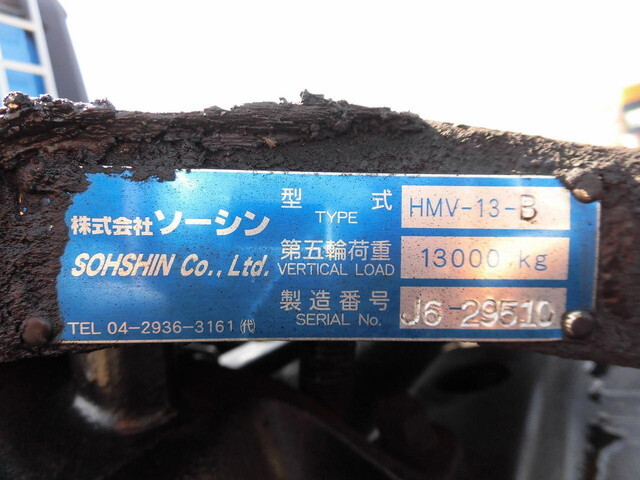 株式会社 ソーシン
SOHSHIN Co., Ltd.
TEL 04-2936-3161 ㈹
型式 HMV-13-B
TYPE
第五輪荷重 13000 kg
VERTICAL LOAD
製造番号 J6-29510
SERIAL No.